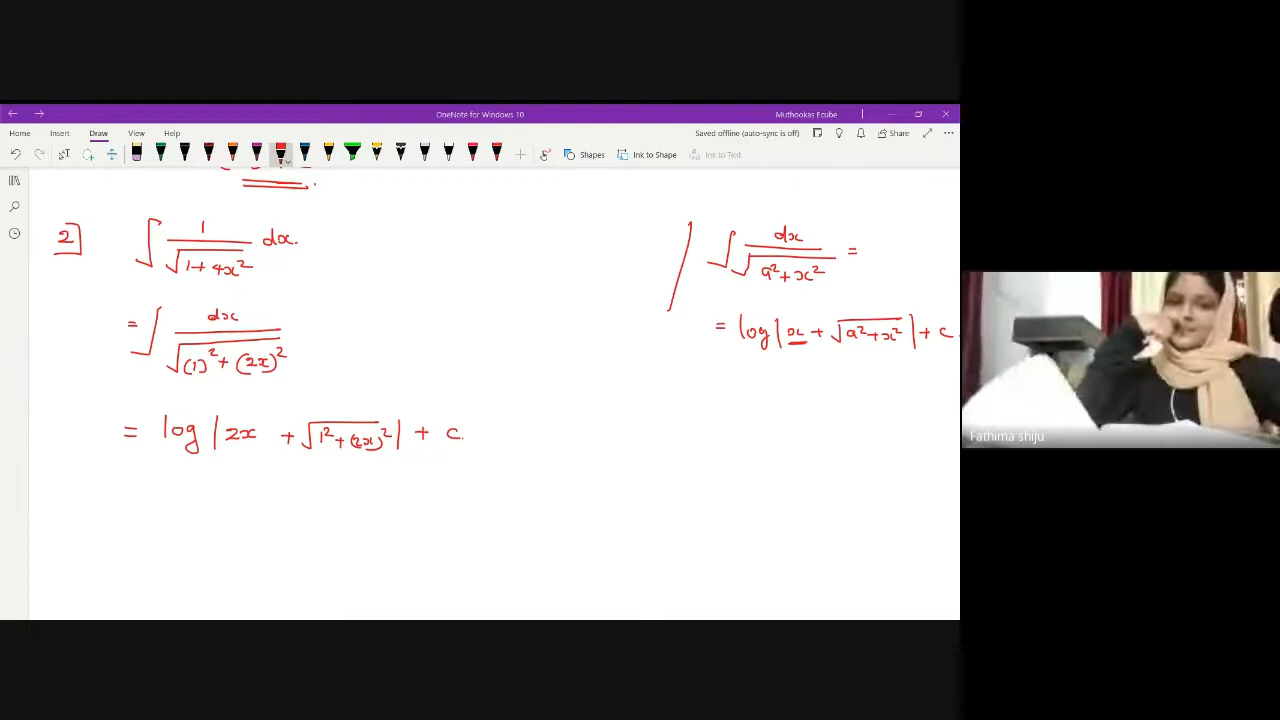 OneNote for Windows 10
Muthookas Ecube
Home Insert Draw View Help
Saved offline (auto-sync is off) Share
Shapes Ink to Shape Ink to Text
2 ∫ 1/√(1+4x²) dx.
= ∫ dx/√((1)²+(2x)²)
= log|2x + √(1²+(2x)²)| + c.
∫ dx/√(a²+x²) =
= log|x + √(a²+x²)| + c
Fathima shiju